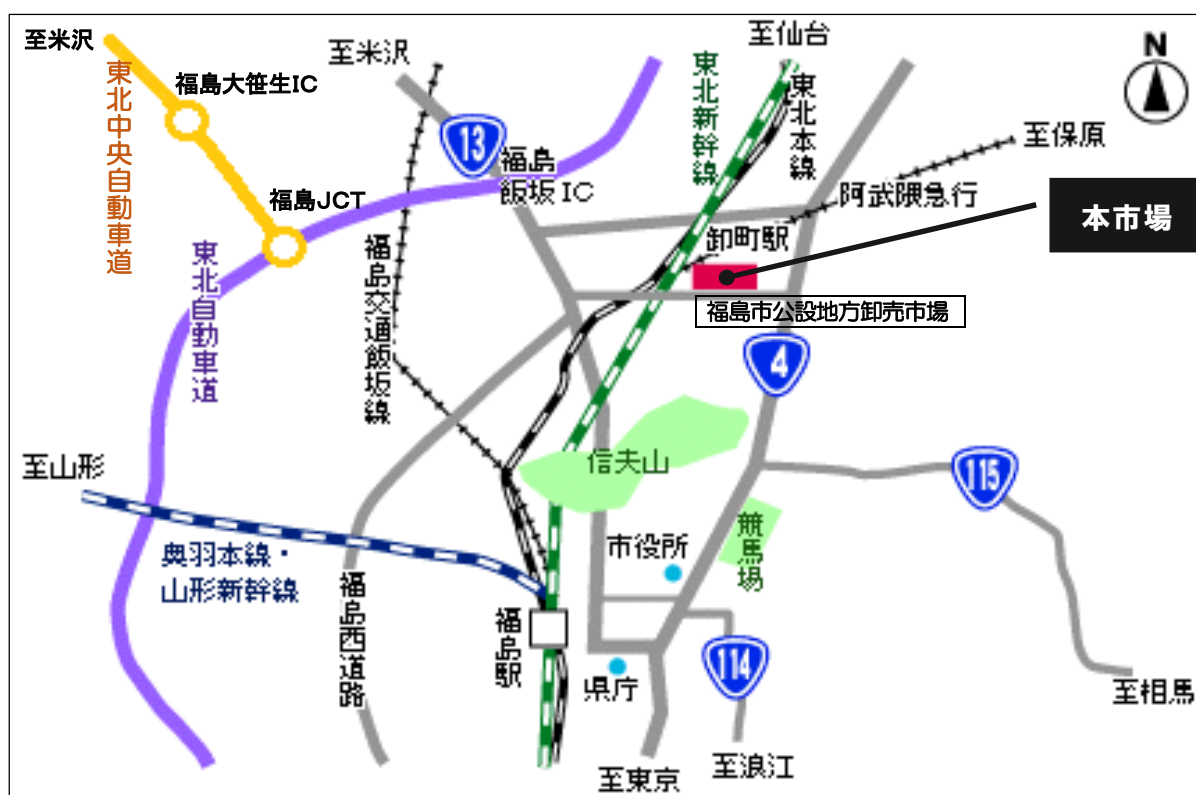 至米沢
東北中央自動車道
福島大笹生IC
福島JCT
東北自動車道
至米沢
13
福島
飯坂IC
福島交通飯坂線
至仙台
東北新幹線
東北本線
N
至保原
阿武隈急行
卸町駅
本市場
福島市公設地方卸売市場
4
至山形
奥羽本線・
山形新幹線
信夫山
115
競馬場
市役所
福島西道路
福島駅
県庁
114
至相馬
至東京
至浪江